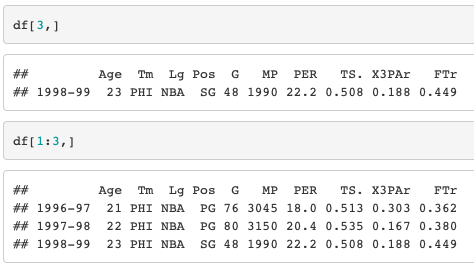 df[3,]
##         Age  Tm  Lg Pos  G   MP  PER   TS. X3PAr   FTr
## 1998-99  23 PHI NBA  SG 48 1990 22.2 0.508 0.188 0.449
df[1:3,]
##         Age  Tm  Lg Pos  G   MP  PER   TS. X3PAr   FTr
## 1996-97  21 PHI NBA  PG 76 3045 18.0 0.513 0.303 0.362
## 1997-98  22 PHI NBA  PG 80 3150 20.4 0.535 0.167 0.380
## 1998-99  23 PHI NBA  SG 48 1990 22.2 0.508 0.188 0.449